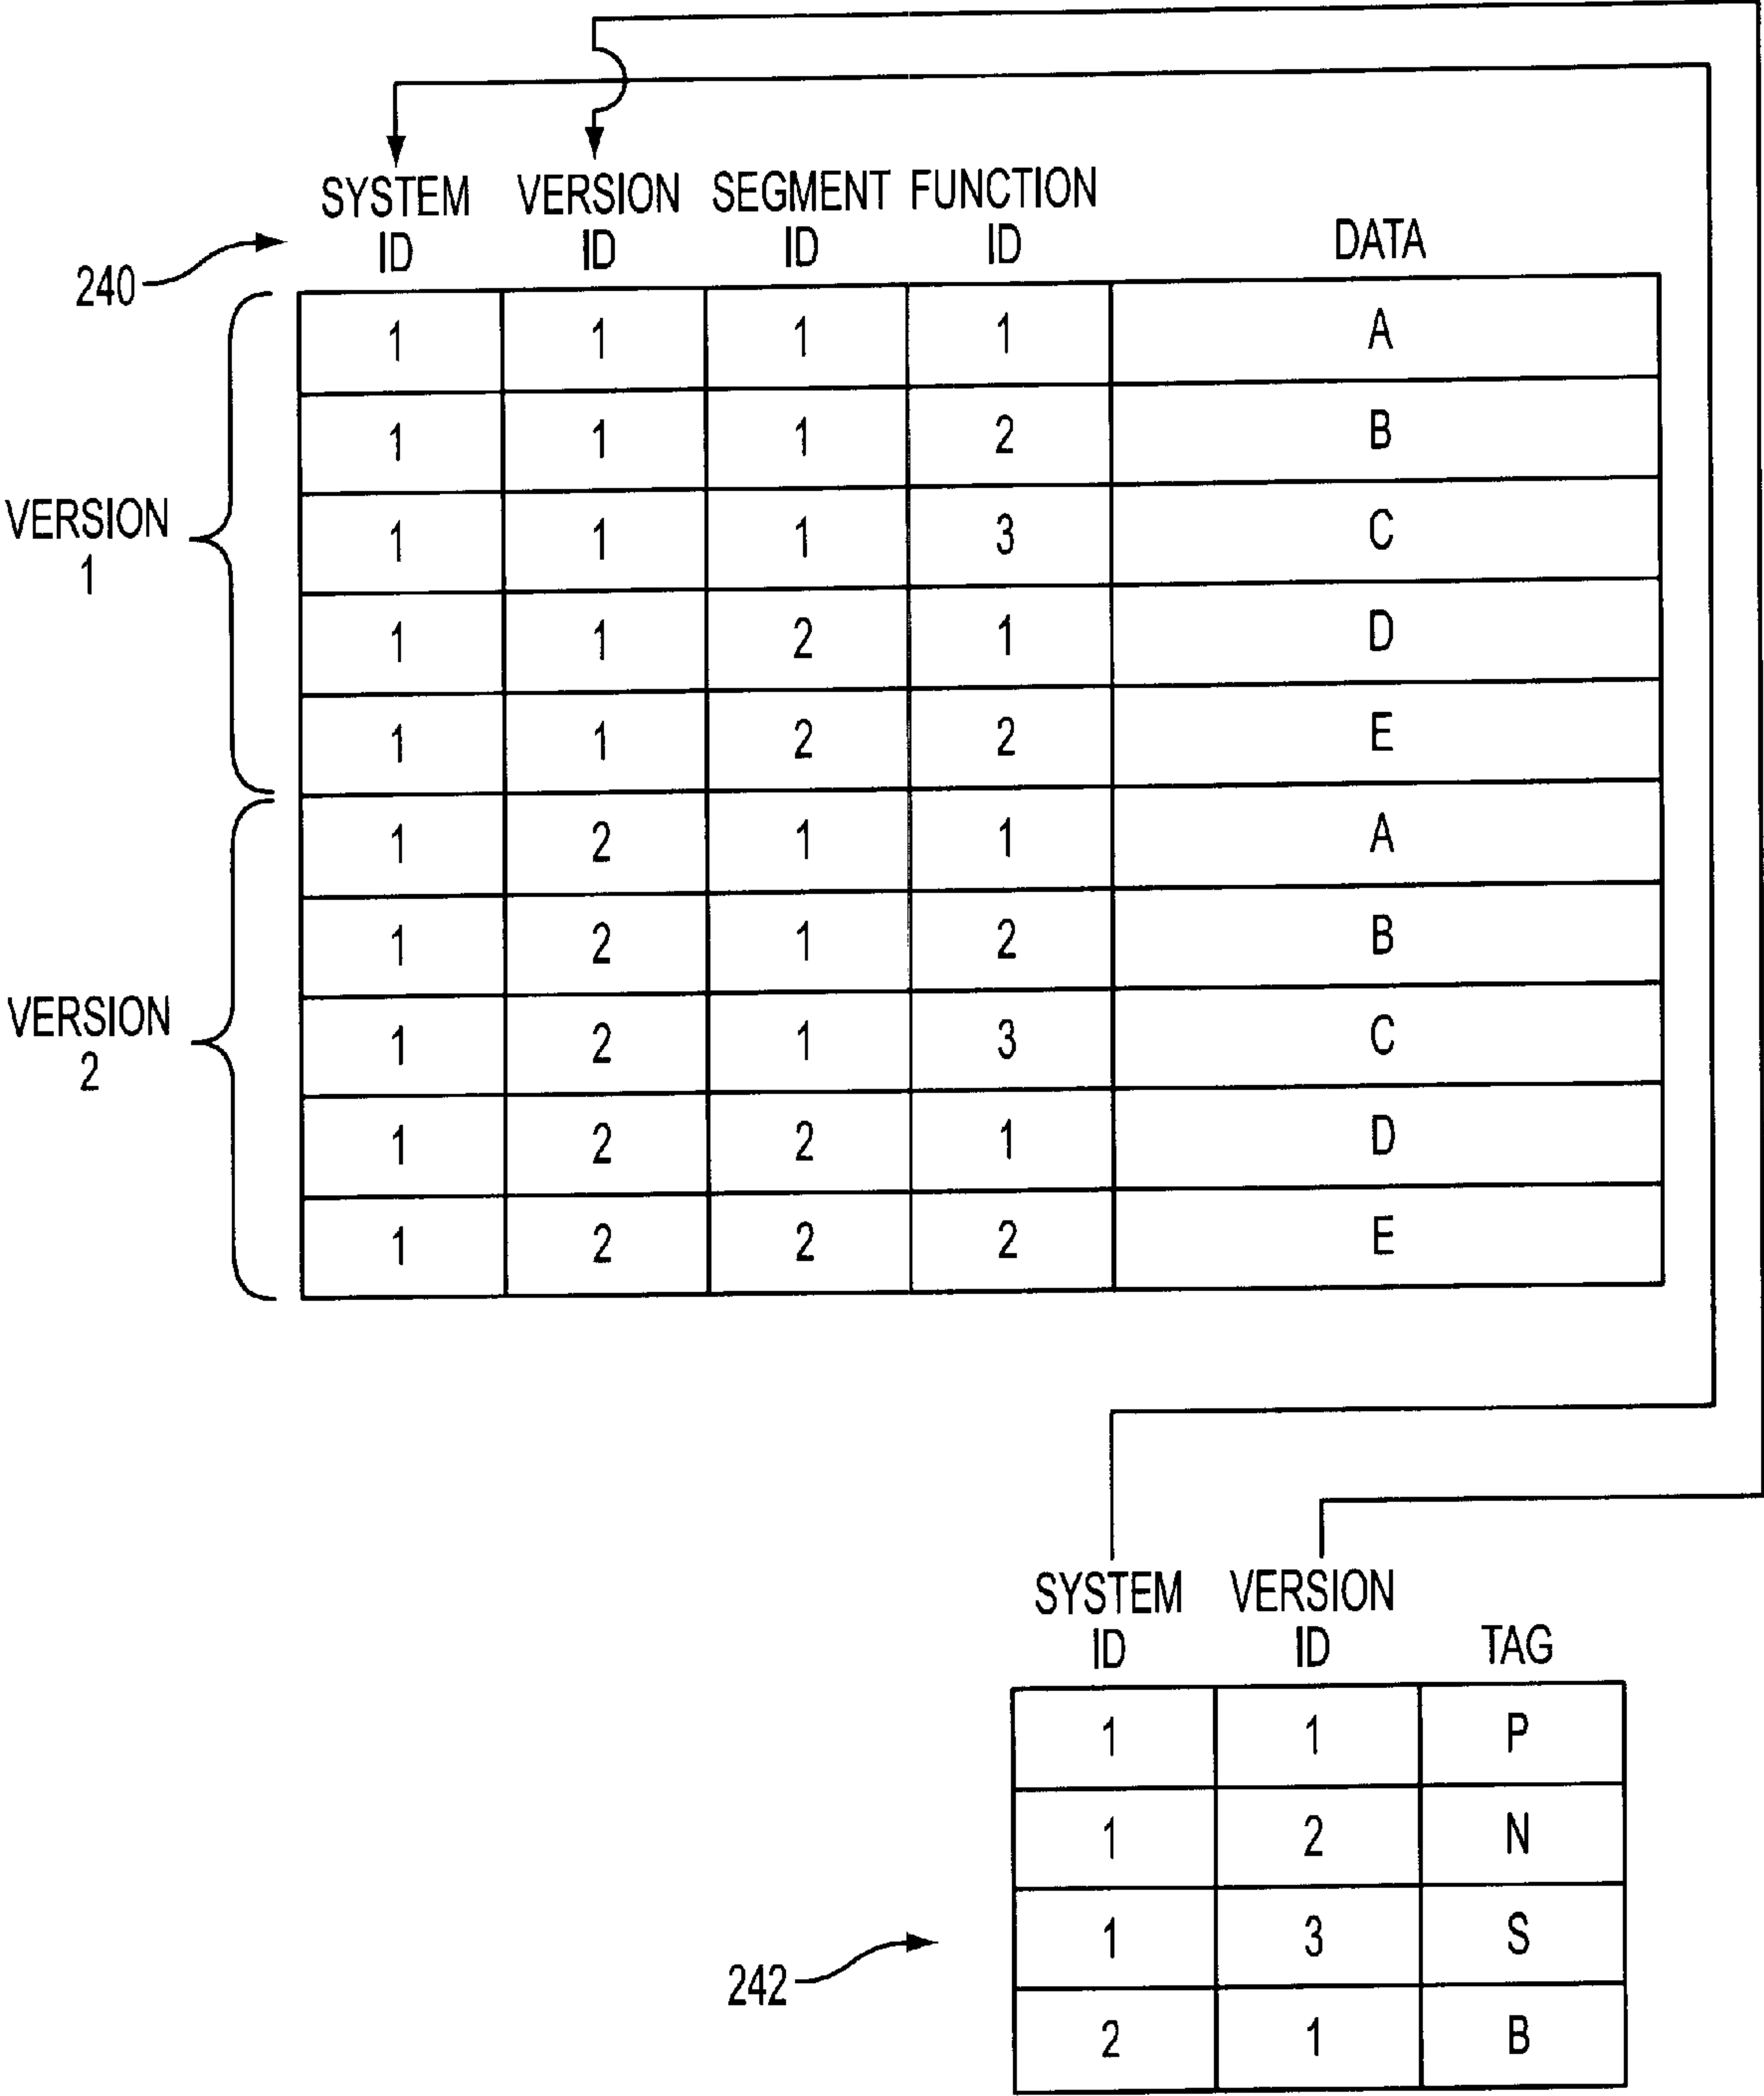 SYSTEM VERSION SEGMENT FUNCTION
ID ID ID ID DATA
240
1 1 1 1 A
1 1 1 2 B
VERSION
1
1 1 1 3 C
1 1 2 1 D
1 1 2 2 E
1 2 1 1 A
1 2 1 2 B
VERSION
2
1 2 1 3 C
1 2 2 1 D
1 2 2 2 E
SYSTEM VERSION
ID ID TAG
1 1 P
1 2 N
1 3 S
242
2 1 B